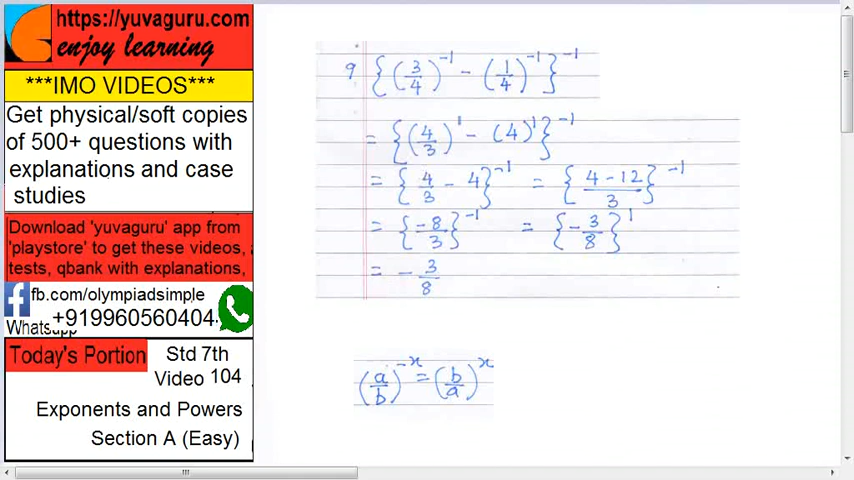 https://yuvaguru.com
enjoy learning
***IMO VIDEOS***
Get physical/soft copies
of 500+ questions with
explanations and case
studies
Download 'yuvaguru' app from
'playstore' to get these videos,
tests, qbank with explanations,
fb.com/olympiadsimple
Whatsapp +919960560404
Today's Portion
Std 7th
Video 104
Exponents and Powers
Section A (Easy)
9 {(3/4)^-1 - (1/4)^-1}^-1
= {(4/3)^1 - (4)^1}^-1
= {4/3 - 4}^-1 = {(4-12)/3}^-1
= {-8/3}^-1 = {-3/8}^1
= -3/8
(a/b)^-x = (b/a)^x